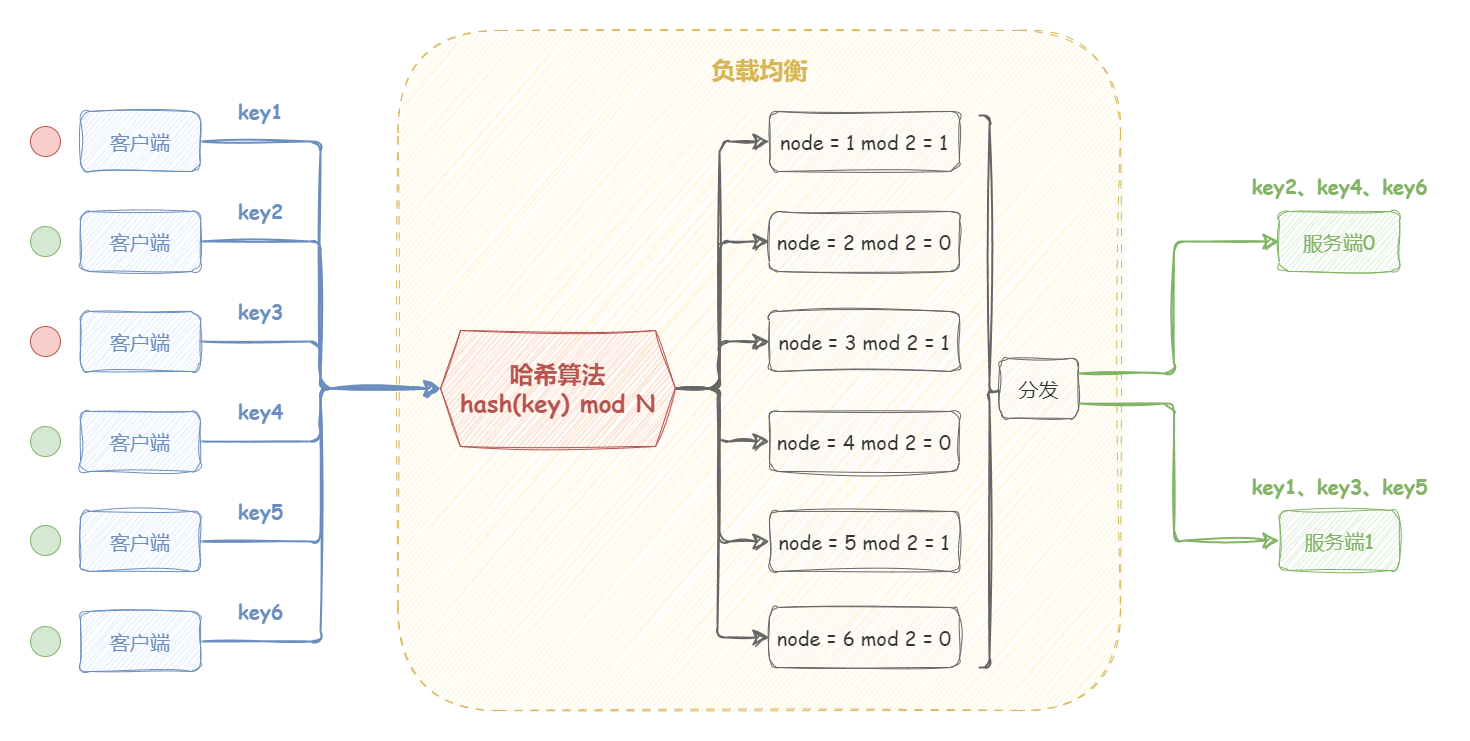 负载均衡
key1
客户端
key2
客户端
key3
客户端
key4
客户端
key5
客户端
key6
客户端
哈希算法
hash(key) mod N
node = 1 mod 2 = 1
node = 2 mod 2 = 0
node = 3 mod 2 = 1
node = 4 mod 2 = 0
node = 5 mod 2 = 1
node = 6 mod 2 = 0
分发
key2、key4、key6
服务端0
key1、key3、key5
服务端1